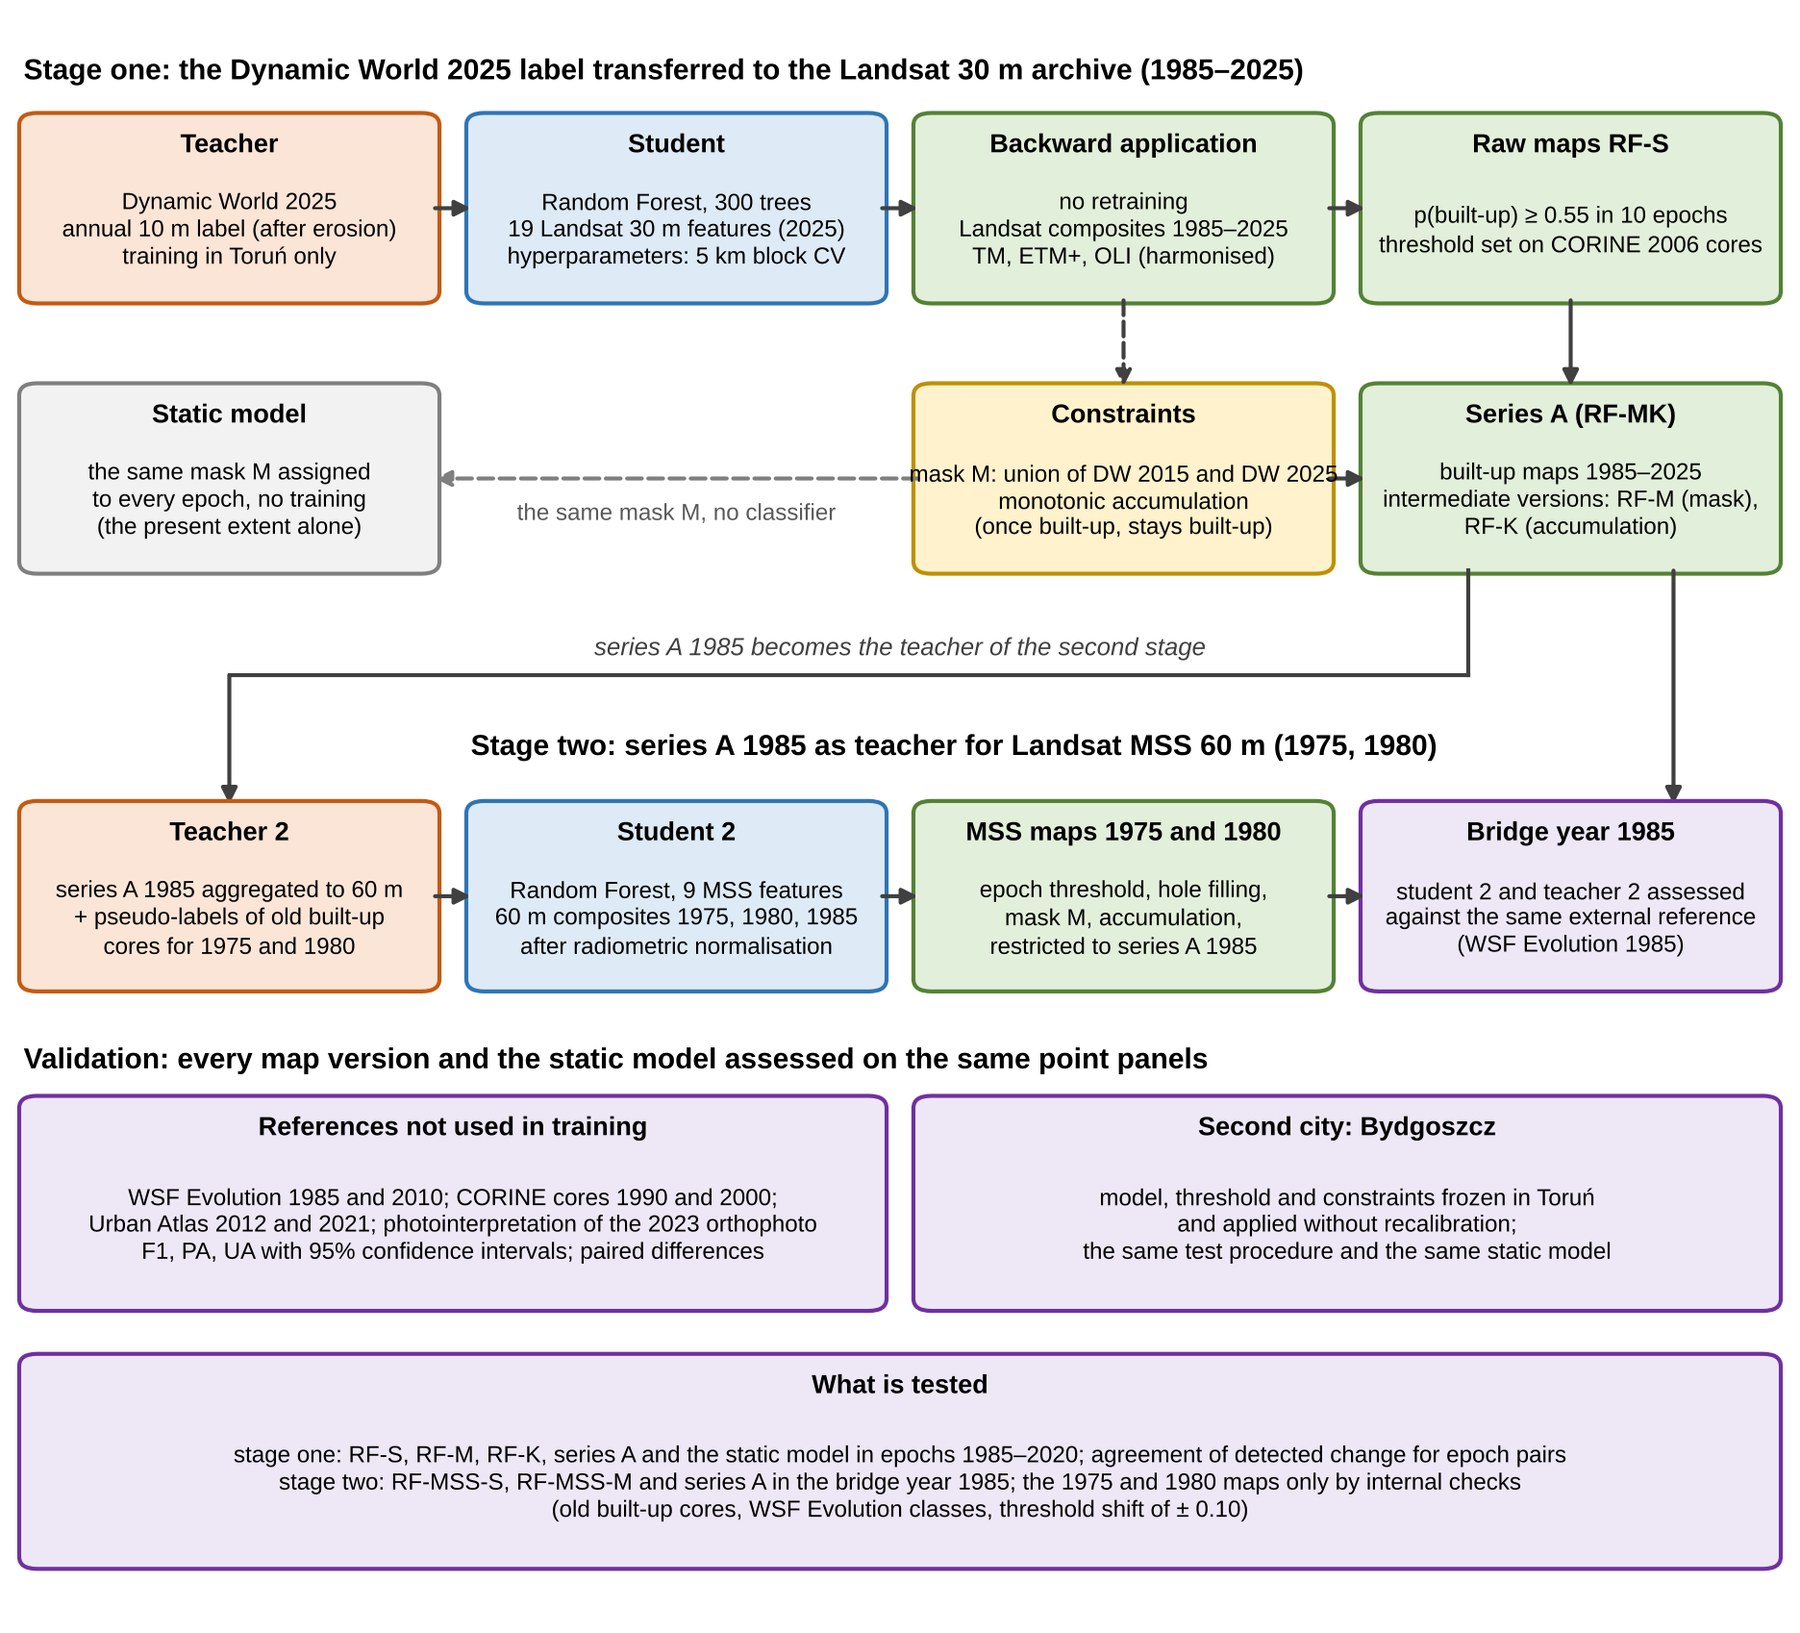 Stage one: the Dynamic World 2025 label transferred to the Landsat 30 m archive (1985–2025)
Teacher
Dynamic World 2025
annual 10 m label (after erosion)
training in Toruń only
Student
Random Forest, 300 trees
19 Landsat 30 m features (2025)
hyperparameters: 5 km block CV
Backward application
no retraining
Landsat composites 1985–2025
TM, ETM+, OLI (harmonised)
Raw maps RF-S
p(built-up) ≥ 0.55 in 10 epochs
threshold set on CORINE 2006 cores
Static model
the same mask M assigned
to every epoch, no training
(the present extent alone)
the same mask M, no classifier
Constraints
mask M: union of DW 2015 and DW 2025
monotonic accumulation
(once built-up, stays built-up)
Series A (RF-MK)
built-up maps 1985–2025
intermediate versions: RF-M (mask),
RF-K (accumulation)
series A 1985 becomes the teacher of the second stage
Stage two: series A 1985 as teacher for Landsat MSS 60 m (1975, 1980)
Teacher 2
series A 1985 aggregated to 60 m
+ pseudo-labels of old built-up
cores for 1975 and 1980
Student 2
Random Forest, 9 MSS features
60 m composites 1975, 1980, 1985
after radiometric normalisation
MSS maps 1975 and 1980
epoch threshold, hole filling,
mask M, accumulation,
restricted to series A 1985
Bridge year 1985
student 2 and teacher 2 assessed
against the same external reference
(WSF Evolution 1985)
Validation: every map version and the static model assessed on the same point panels
References not used in training
WSF Evolution 1985 and 2010; CORINE cores 1990 and 2000;
Urban Atlas 2012 and 2021; photointerpretation of the 2023 orthophoto
F1, PA, UA with 95% confidence intervals; paired differences
Second city: Bydgoszcz
model, threshold and constraints frozen in Toruń
and applied without recalibration;
the same test procedure and the same static model
What is tested
stage one: RF-S, RF-M, RF-K, series A and the static model in epochs 1985–2020; agreement of detected change for epoch pairs
stage two: RF-MSS-S, RF-MSS-M and series A in the bridge year 1985; the 1975 and 1980 maps only by internal checks
(old built-up cores, WSF Evolution classes, threshold shift of ± 0.10)